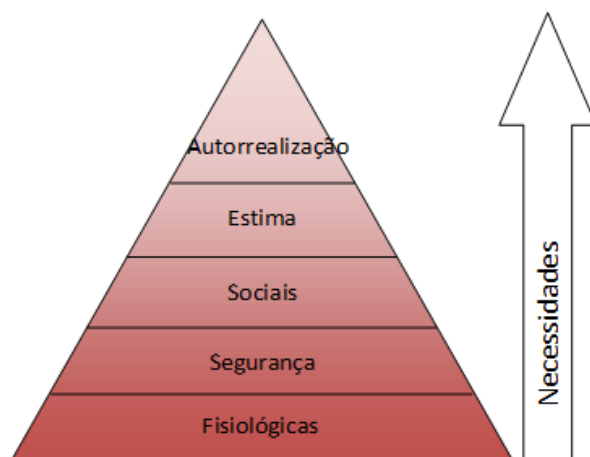 Autorrealização
Estima
Sociais
Segurança
Fisiológicas
Necessidades